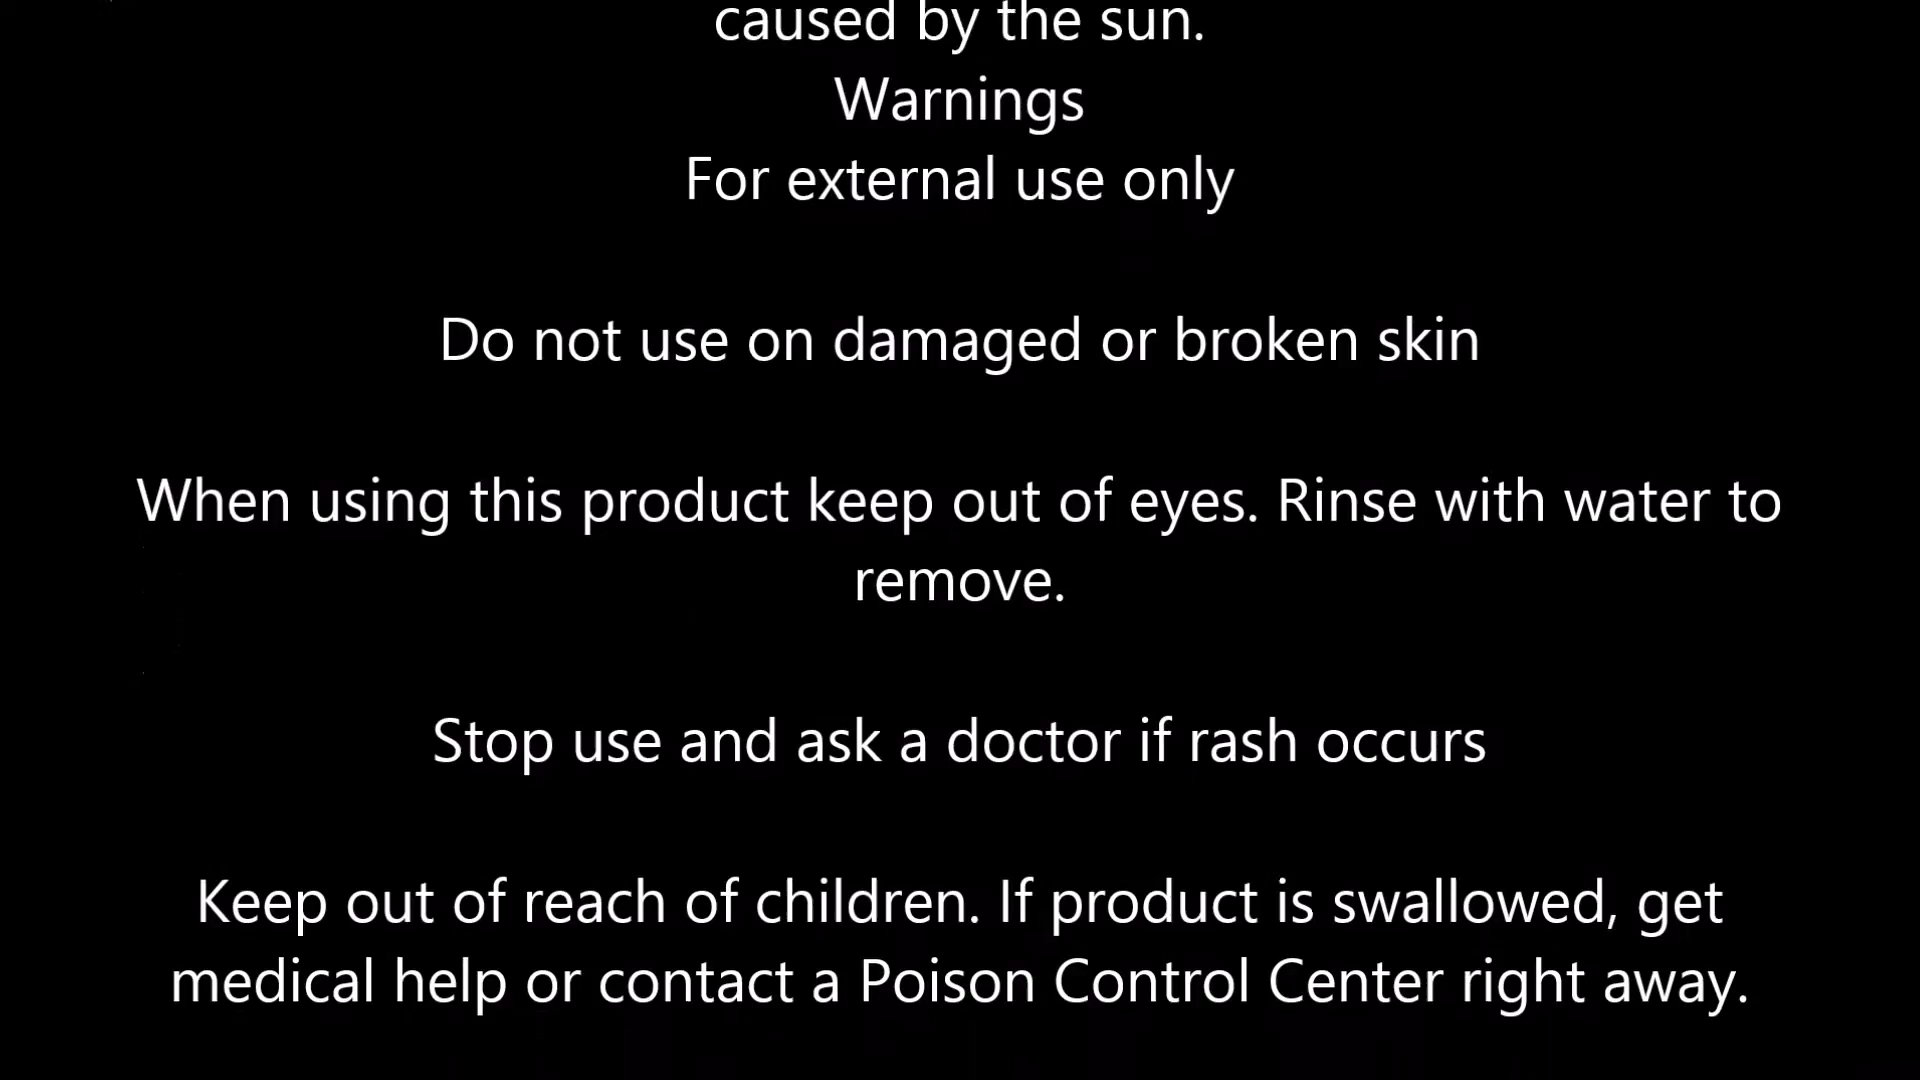 caused by the sun.
Warnings
For external use only
Do not use on damaged or broken skin
When using this product keep out of eyes. Rinse with water to
remove.
Stop use and ask a doctor if rash occurs
Keep out of reach of children. If product is swallowed, get
medical help or contact a Poison Control Center right away.